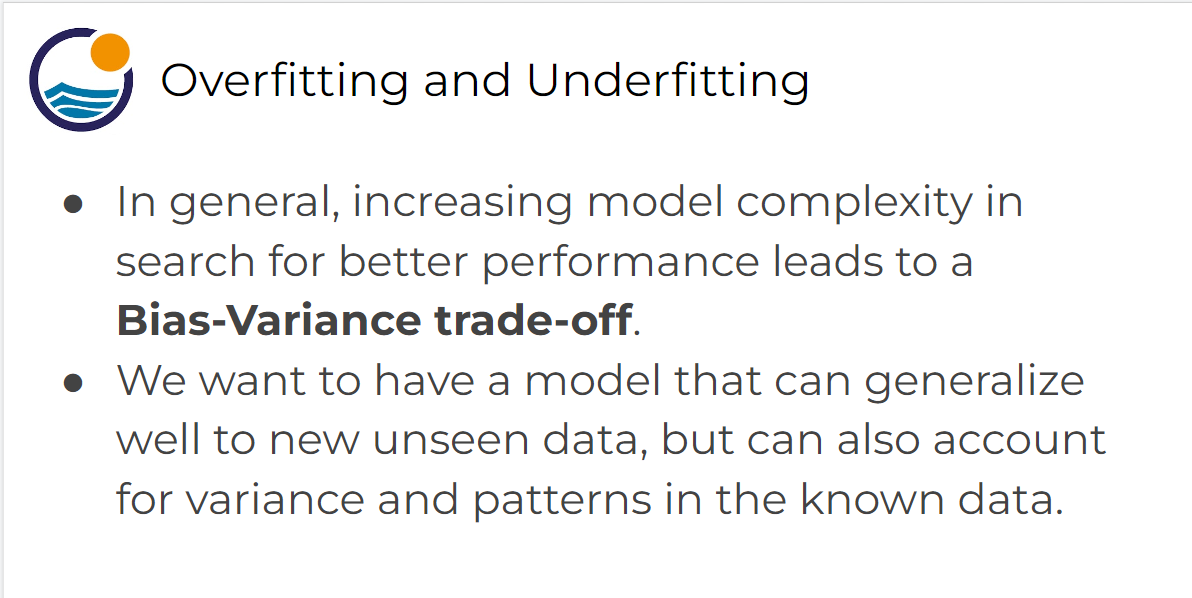 Overfitting and Underfitting
● In general, increasing model complexity in
search for better performance leads to a
Bias-Variance trade-off.
● We want to have a model that can generalize
well to new unseen data, but can also account
for variance and patterns in the known data.